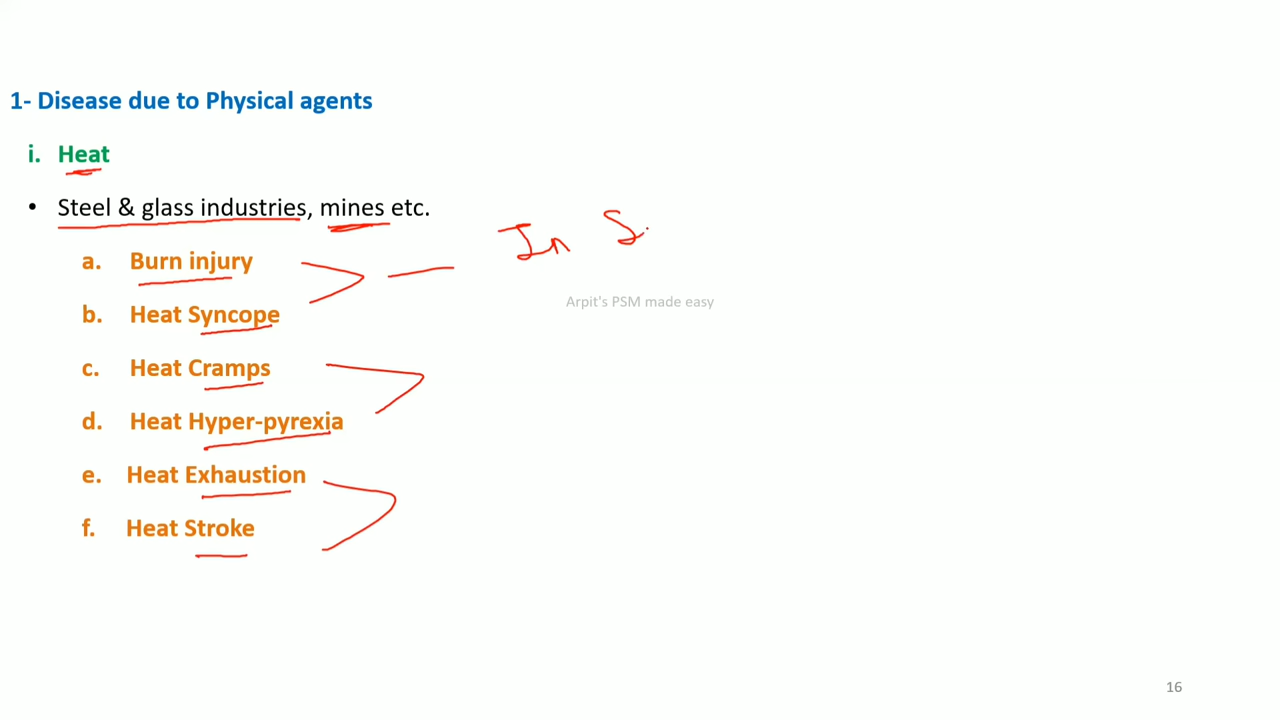 1- Disease due to Physical agents
i. Heat
• Steel & glass industries, mines etc.
In S
a. Burn injury
Arpit's PSM made easy
b. Heat Syncope
c. Heat Cramps
d. Heat Hyper-pyrexia
e. Heat Exhaustion
f. Heat Stroke
16